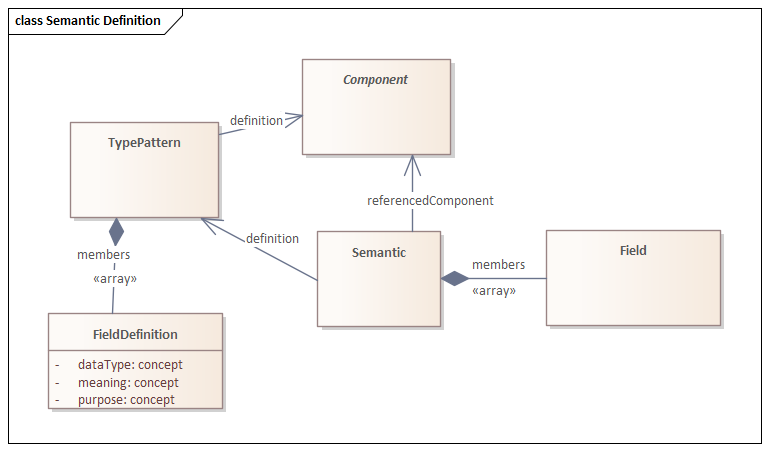 class Semantic Definition
Component
definition
TypePattern
referencedComponent
definition
members
«array»
Semantic
members
«array»
Field
FieldDefinition
- dataType: concept
- meaning: concept
- purpose: concept